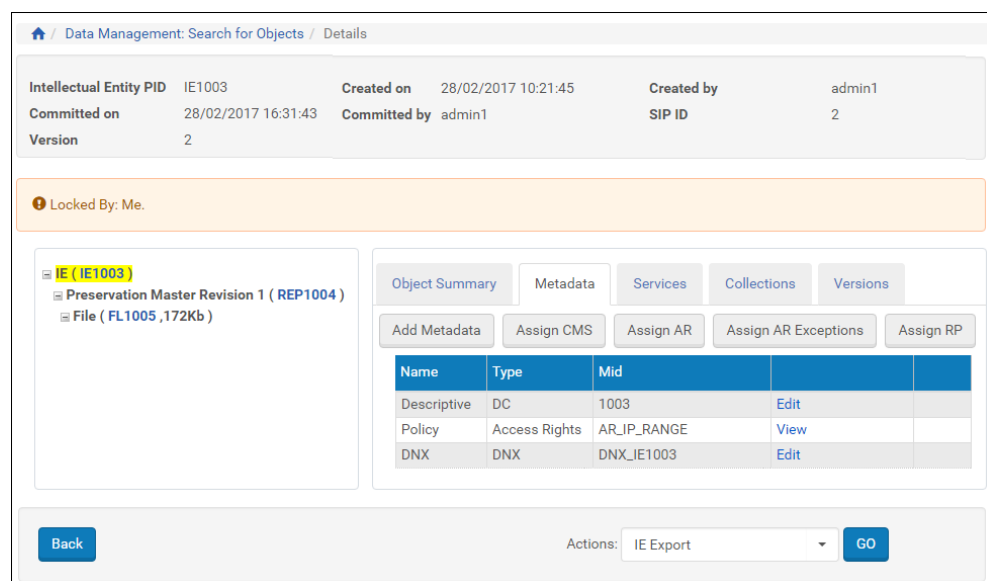 / Data Management: Search for Objects / Details
Intellectual Entity PID IE1003 Created on 28/02/2017 10:21:45 Created by admin1
Committed on 28/02/2017 16:31:43 Committed by admin1 SIP ID 2
Version 2
Locked By: Me.
IE ( IE1003 )
Preservation Master Revision 1 ( REP1004 )
File ( FL1005 ,172Kb )
Object Summary Metadata Services Collections Versions
Add Metadata Assign CMS Assign AR Assign AR Exceptions Assign RP
Name Type Mid
Descriptive DC 1003 Edit
Policy Access Rights AR_IP_RANGE View
DNX DNX DNX_IE1003 Edit
Back Actions: IE Export GO